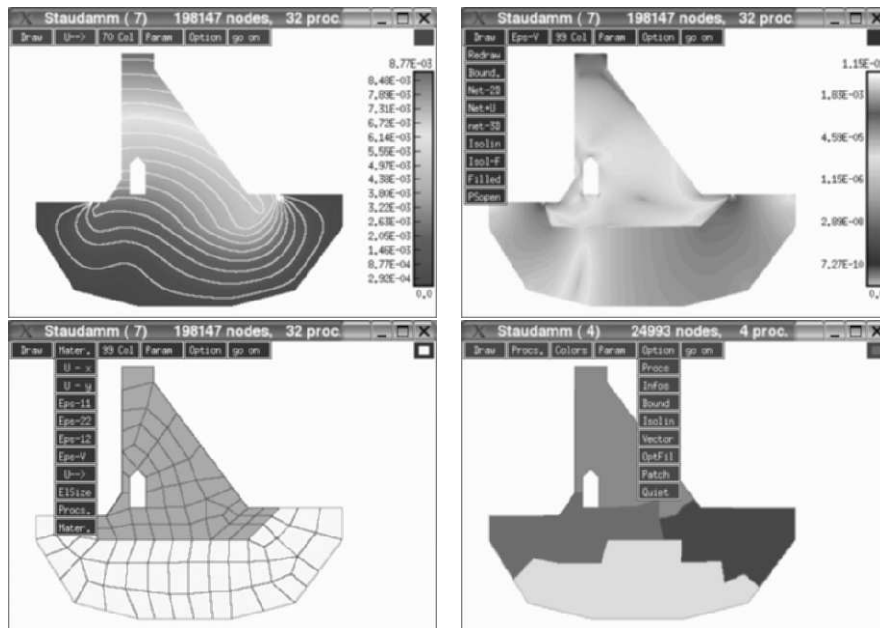 Staudamm ( 7) 198147 nodes, 32 proc.
Draw U--> 70 Col Param Option go on
8.77E-03
8.48E-03
7.89E-03
7.31E-03
6.72E-03
6.14E-03
5.55E-03
4.97E-03
4.38E-03
3.80E-03
3.22E-03
2.63E-03
2.05E-03
1.46E-03
8.77E-04
2.92E-04
0.0
Staudamm ( 7) 198147 nodes, 32 proc.
Draw Eps-V 99 Col Param Option go on
Redraw
Bound.
Net-2D
Net+U
net-3D
Isolin
Isol-F
Filled
PSopen
1.15E-0
1.83E-03
4.59E-05
1.15E-06
2.89E-08
7.27E-10
0.0
Staudamm ( 7) 198147 nodes, 32 proc.
Draw Mater. 99 Col Param Option go on
U - x
U - y
Eps-11
Eps-22
Eps-12
Eps-V
U-->
ElSize
Procs.
Mater.
Staudamm ( 4) 24993 nodes, 4 proc.
Draw Procs. Colors Param Option go on
Procs
Infos
Bound
Isolin
Vector
OptFil
Patch
Quiet